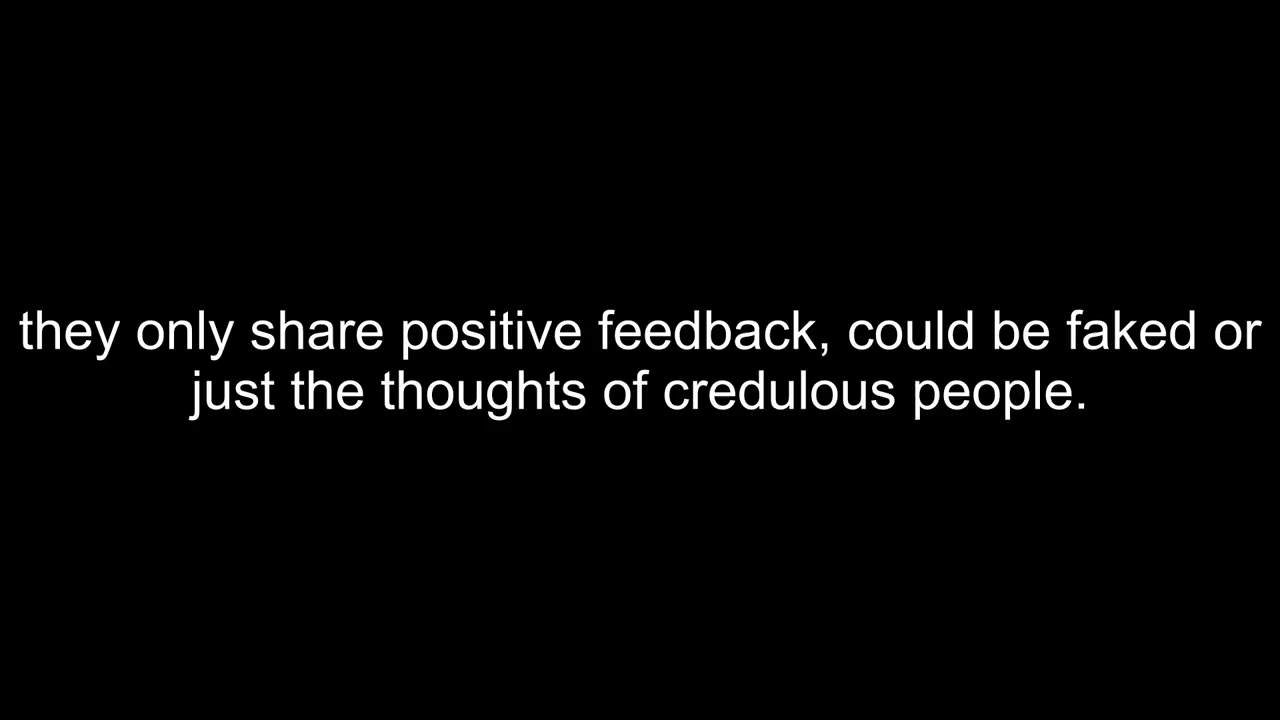 they only share positive feedback, could be faked or
just the thoughts of credulous people.